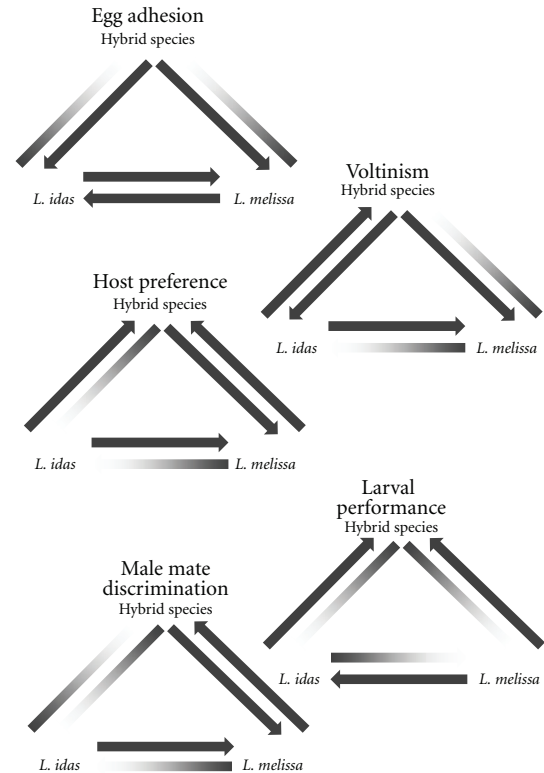 Egg adhesion
Hybrid species
L. idas
L. melissa
Voltinism
Hybrid species
L. idas
L. melissa
Host preference
Hybrid species
L. idas
L. melissa
Larval
performance
Hybrid species
L. idas
L. melissa
Male mate
discrimination
Hybrid species
L. idas
L. melissa